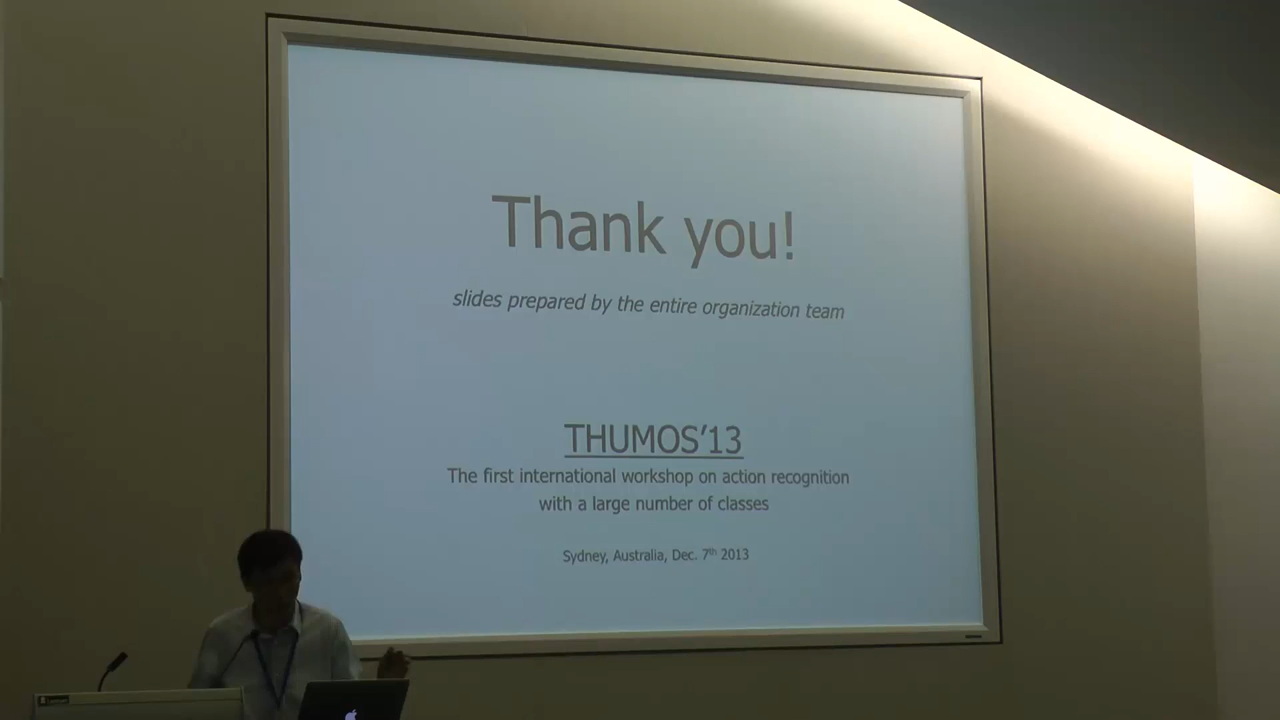 Thank you!
slides prepared by the entire organization team
THUMOS'13
The first international workshop on action recognition
with a large number of classes
Sydney, Australia, Dec. 7th 2013